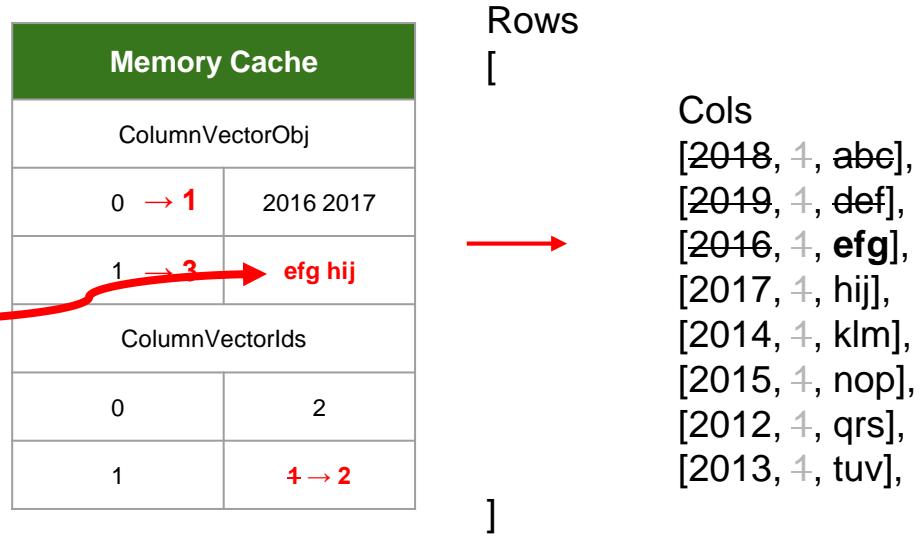 Memory Cache
ColumnVectorObj
0 → 1 2016 2017
1 → 3 efg hij
ColumnVectorIds
0 2
1 1 → 2
Rows
[
Cols
[2018, 1, abc],
[2019, 1, def],
[2016, 1, efg],
[2017, 1, hij],
[2014, 1, klm],
[2015, 1, nop],
[2012, 1, qrs],
[2013, 1, tuv],
]